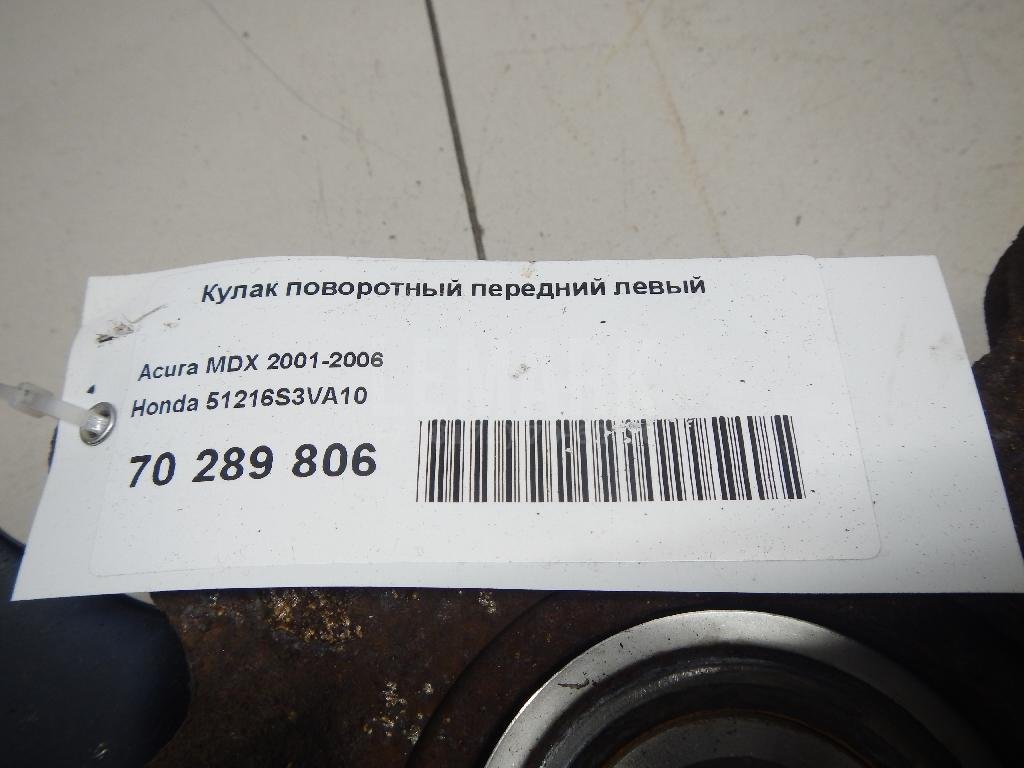 Кулак поворотный передний левый
Acura MDX 2001-2006
Honda 51216S3VA10
70 289 806